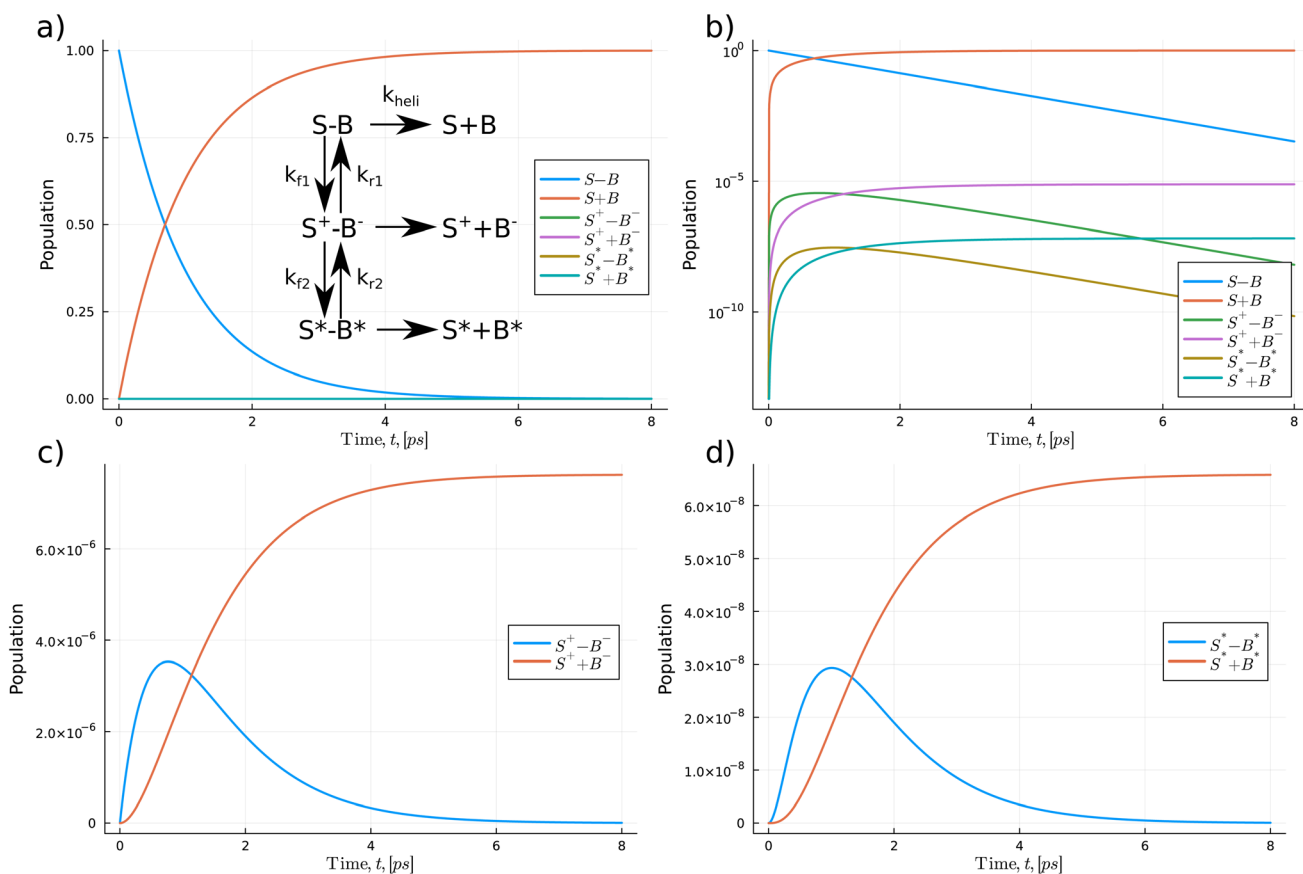 a)
1.00
0.75
0.50
0.25
0.00
Population
0 2 4 6 8
Time, t, [ps]
k_heli
S-B S+B
k_f1 k_r1
S⁺-B⁻ S⁺+B⁻
k_f2 k_r2
S*-B* S*+B*
S−B
S+B
S⁺−B⁻
S⁺+B⁻
S*−B*
S*+B*
b)
10⁰
10⁻⁵
10⁻¹⁰
Population
0 2 4 6 8
Time, t, [ps]
S−B
S+B
S⁺−B⁻
S⁺+B⁻
S*−B*
S*+B*
c)
6.0×10⁻⁶
4.0×10⁻⁶
2.0×10⁻⁶
0
Population
0 2 4 6 8
Time, t, [ps]
S⁺−B⁻
S⁺+B⁻
d)
6.0×10⁻⁸
5.0×10⁻⁸
4.0×10⁻⁸
3.0×10⁻⁸
2.0×10⁻⁸
1.0×10⁻⁸
0
Population
0 2 4 6 8
Time, t, [ps]
S*−B*
S*+B*